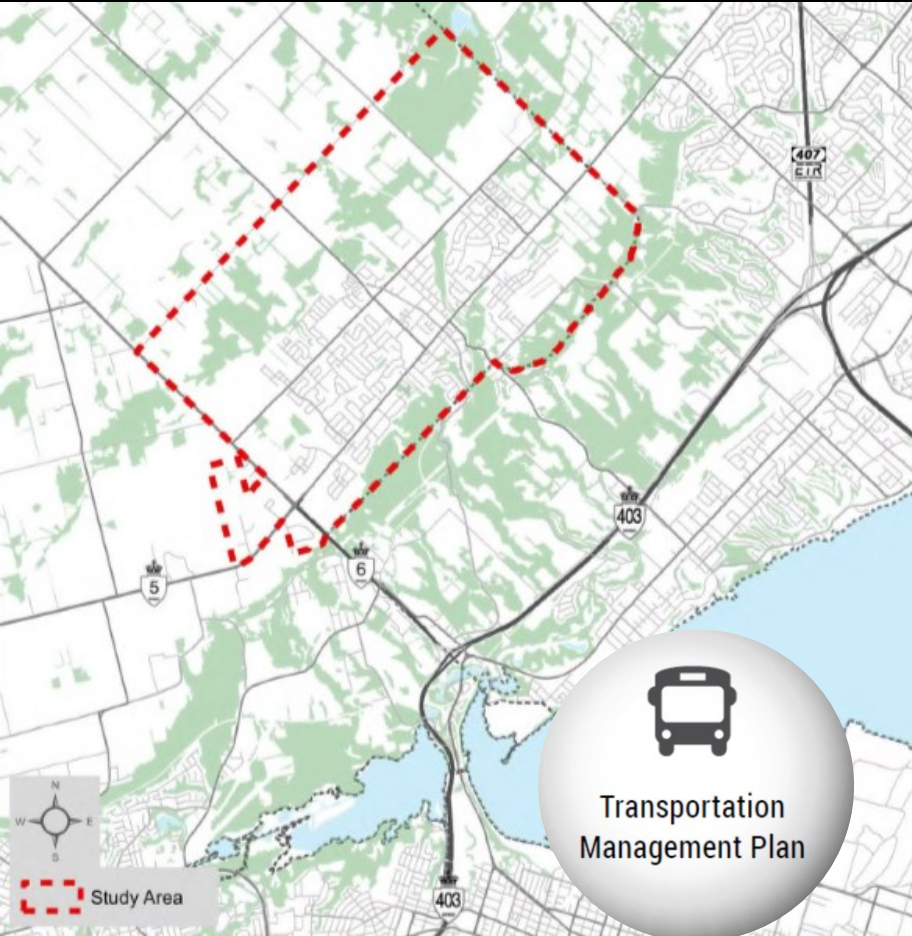 407
ETR
403
6
5
Transportation
Management Plan
N
W E
S
Study Area
403